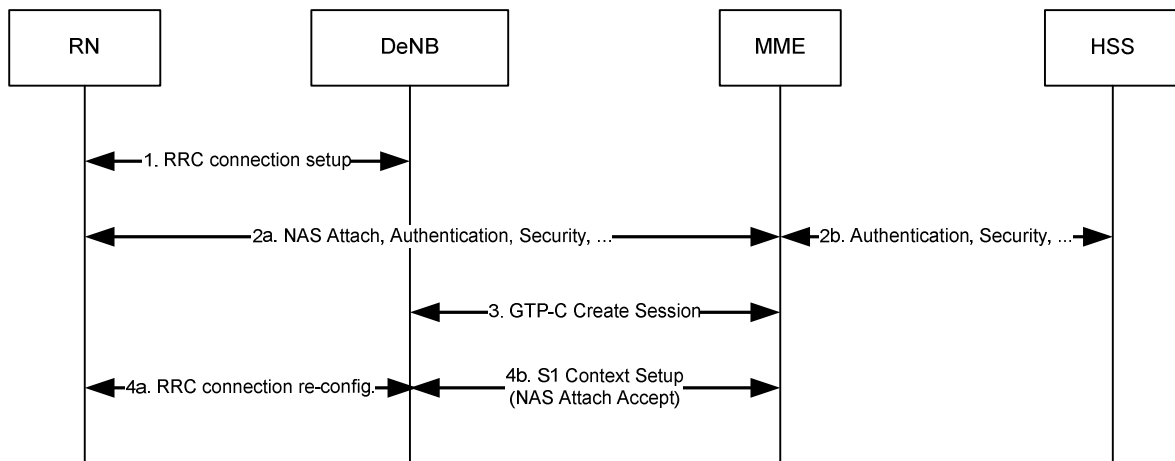 RN
DeNB
MME
HSS
1. RRC connection setup
2a. NAS Attach, Authentication, Security, ...
2b. Authentication, Security, ...
3. GTP-C Create Session
4a. RRC connection re-config.
4b. S1 Context Setup
(NAS Attach Accept)